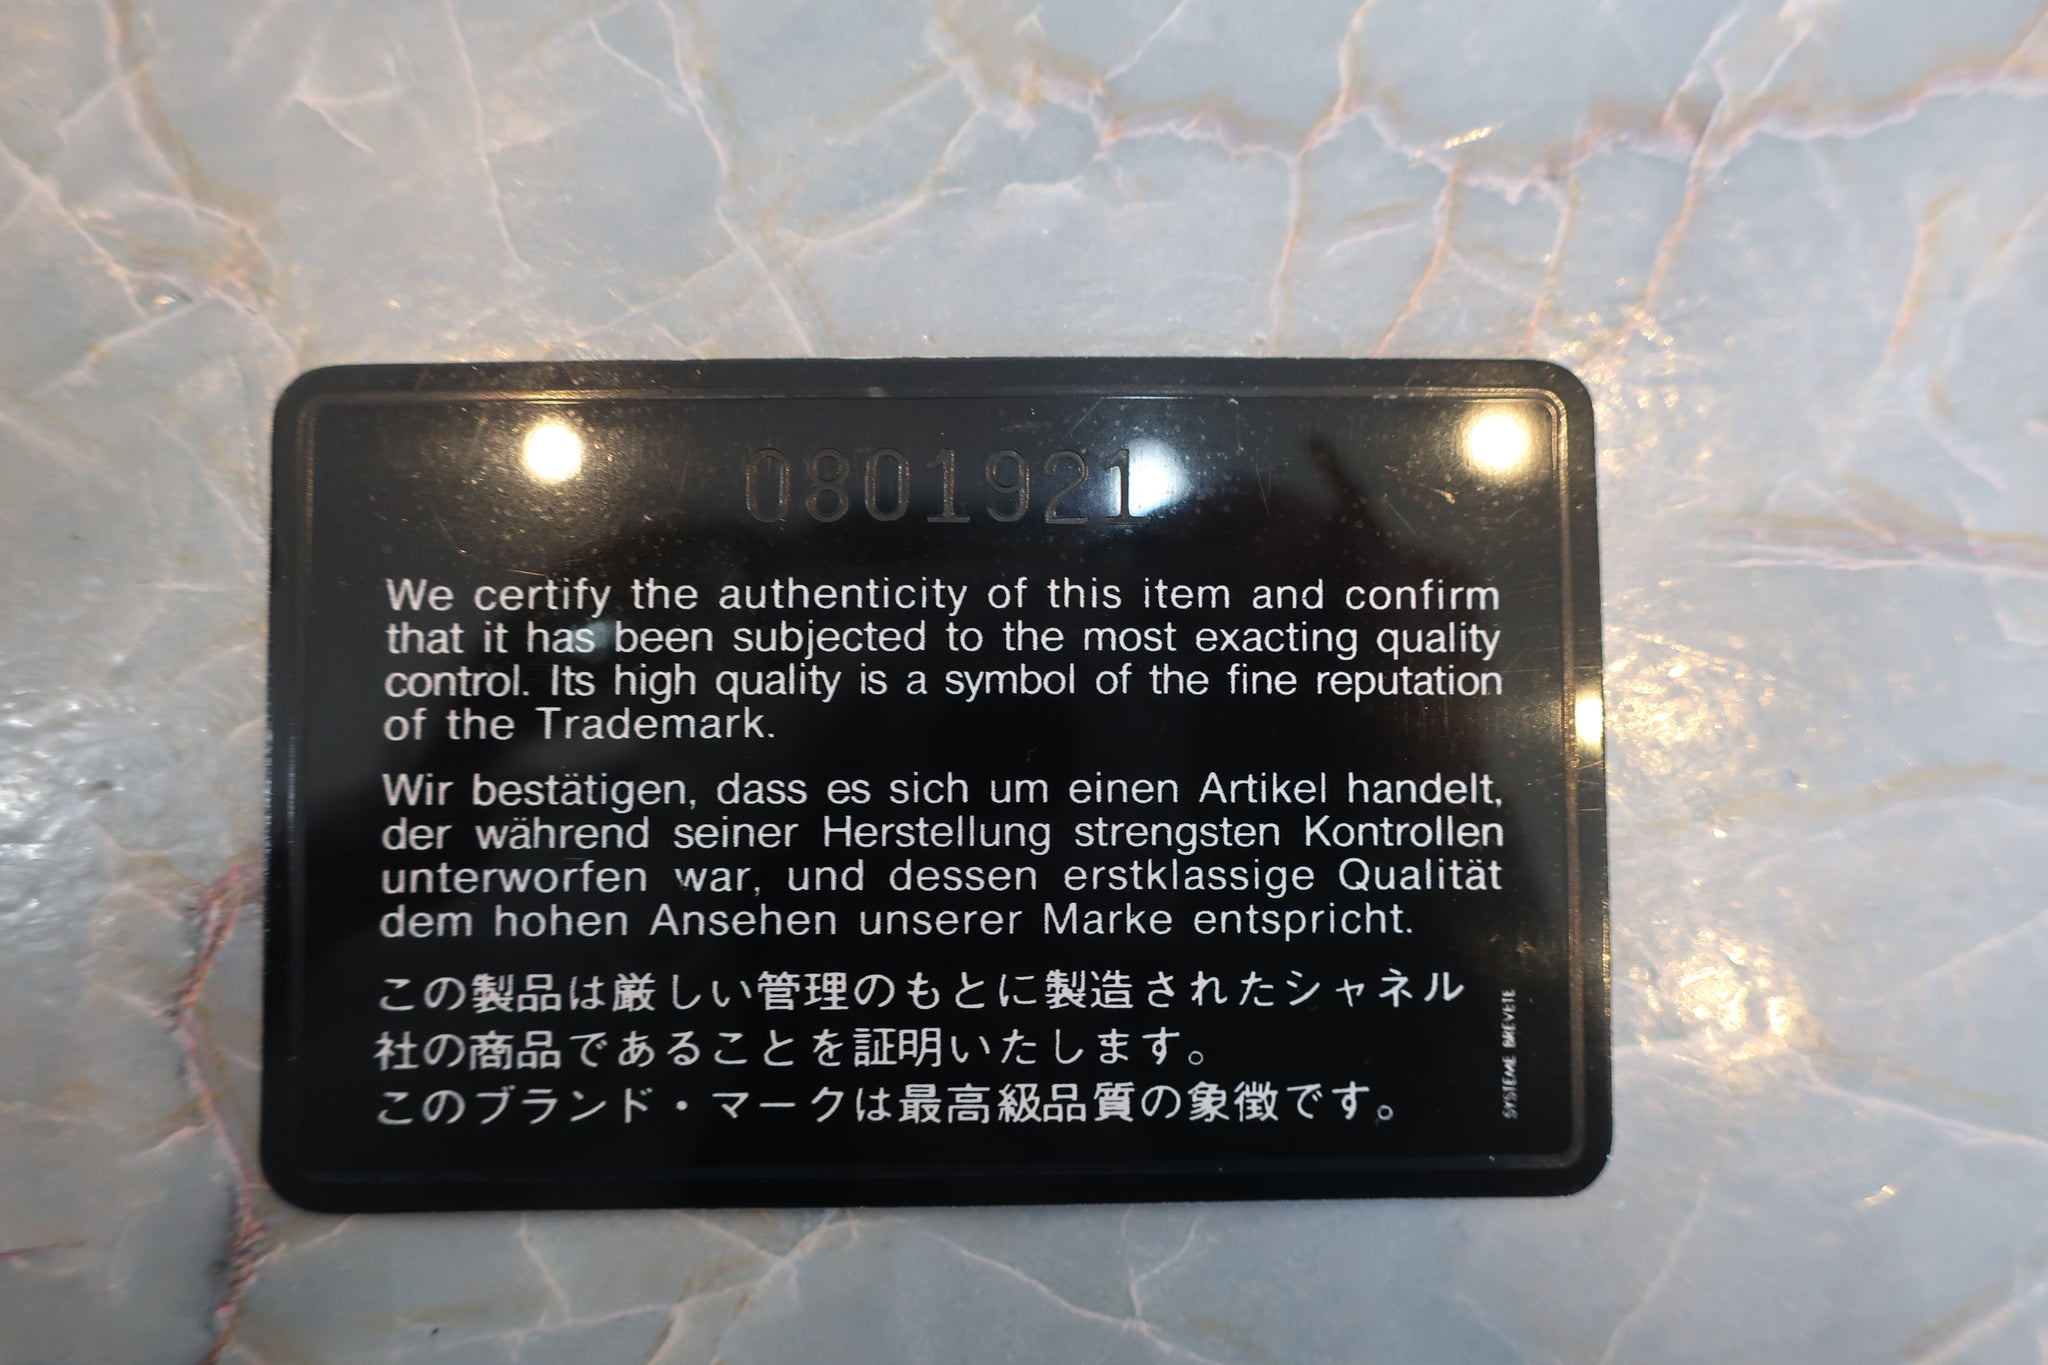 0801921
We certify the authenticity of this item and confirm
that it has been subjected to the most exacting quality
control. Its high quality is a symbol of the fine reputation
of the Trademark.
Wir bestätigen, dass es sich um einen Artikel handelt,
der während seiner Herstellung strengsten Kontrollen
unterworfen war, und dessen erstklassige Qualität
dem hohen Ansehen unserer Marke entspricht.
この製品は厳しい管理のもとに製造されたシャネル
社の商品であることを証明いたします。
このブランド・マークは最高級品質の象徴です。
SYSTEME BREVETE